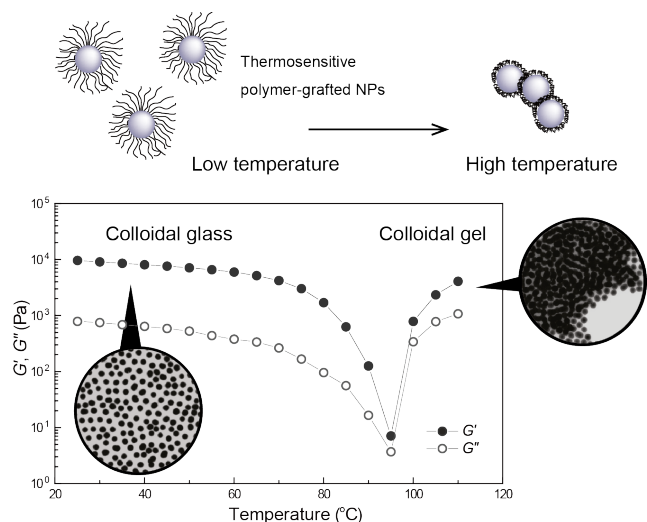 Thermosensitive
polymer-grafted NPs
Low temperature
High temperature
Colloidal glass
Colloidal gel
G', G'' (Pa)
10⁵
10⁴
10³
10²
10¹
10⁰
G'
G''
20 40 60 80 100 120
Temperature (°C)